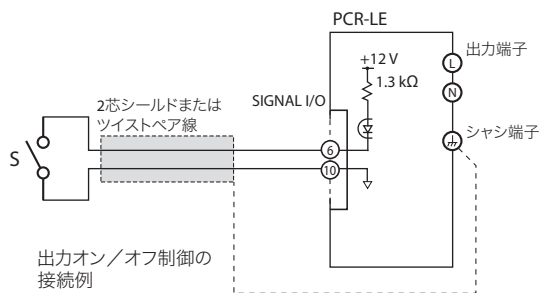 PCR-LE
+12 V
1.3 kΩ
出力端子
L
N
SIGNAL I/O
2芯シールドまたは
ツイストペア線
シャシ端子
S
6
10
出力オン／オフ制御の
接続例